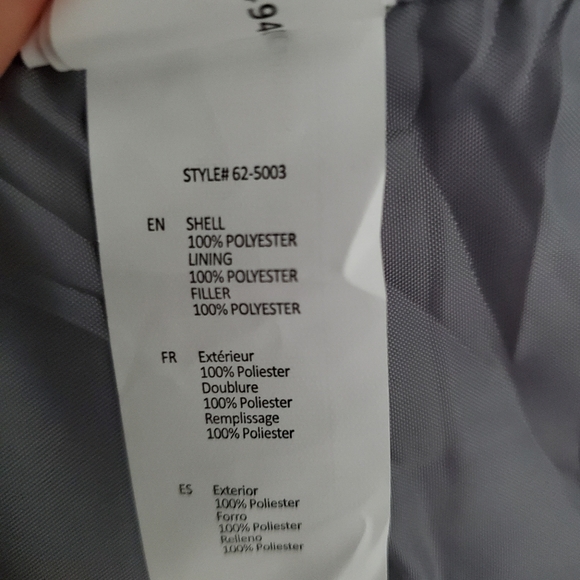 94
STYLE# 62-5003
EN SHELL
100% POLYESTER
LINING
100% POLYESTER
FILLER
100% POLYESTER
FR Extérieur
100% Poliester
Doublure
100% Poliester
Remplissage
100% Poliester
ES Exterior
100% Poliester
Forro
100% Poliester
Relleno
100% Poliester